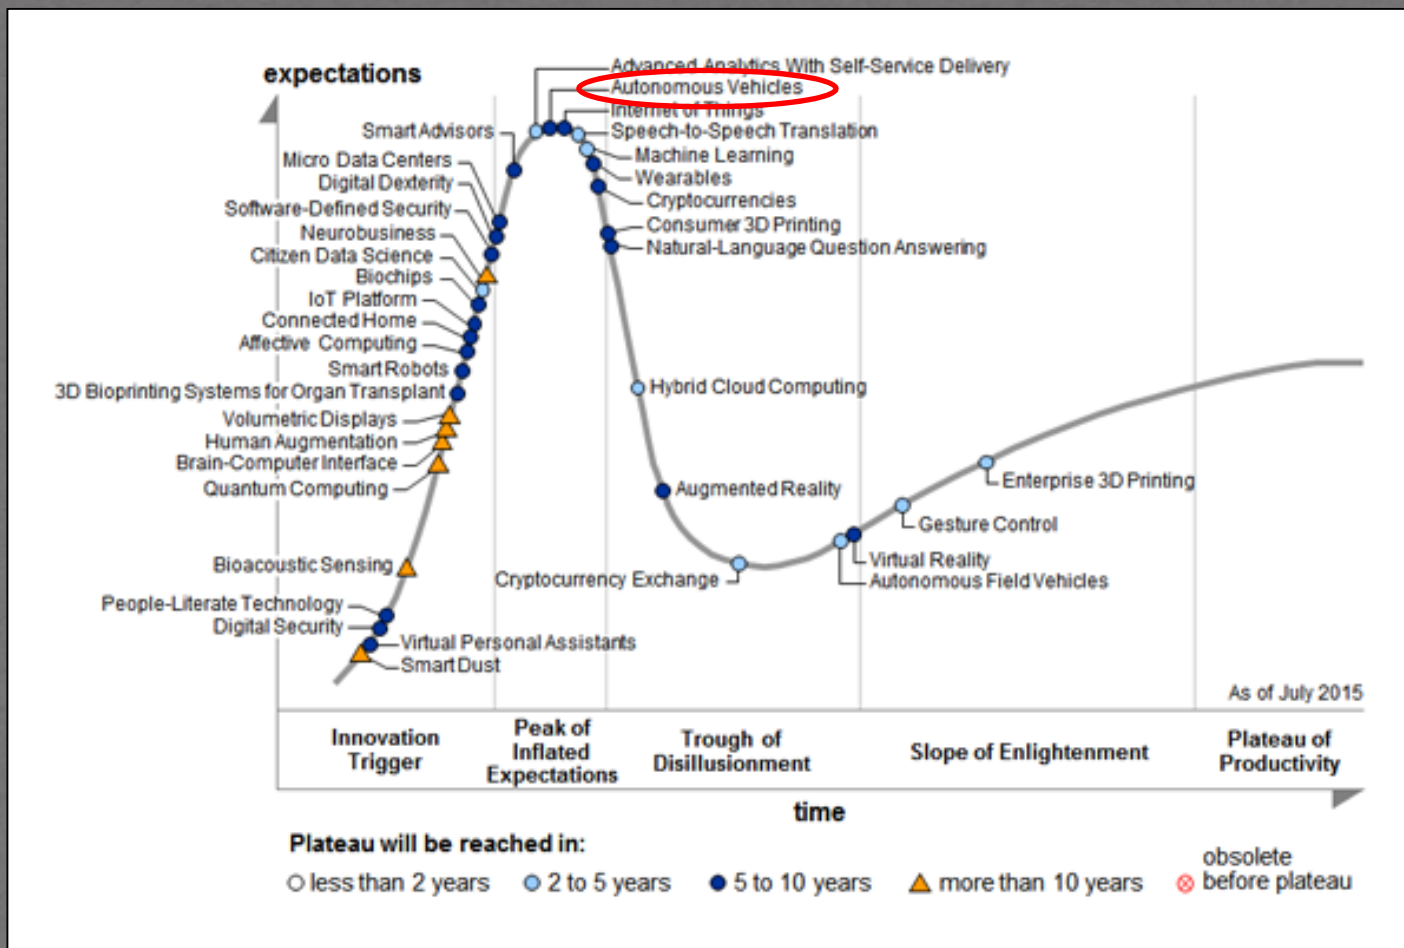 expectations
Advanced Analytics With Self-Service Delivery
Autonomous Vehicles
Internet of Things
Speech-to-Speech Translation
Machine Learning
Wearables
Cryptocurrencies
Consumer 3D Printing
Natural-Language Question Answering
Smart Advisors
Micro Data Centers
Digital Dexterity
Software-Defined Security
Neurobusiness
Citizen Data Science
Biochips
IoT Platform
Connected Home
Affective Computing
Smart Robots
3D Bioprinting Systems for Organ Transplant
Volumetric Displays
Human Augmentation
Brain-Computer Interface
Quantum Computing
Bioacoustic Sensing
People-Literate Technology
Digital Security
Virtual Personal Assistants
Smart Dust
Hybrid Cloud Computing
Augmented Reality
Cryptocurrency Exchange
Enterprise 3D Printing
Gesture Control
Virtual Reality
Autonomous Field Vehicles
As of July 2015
Innovation
Trigger
Peak of
Inflated
Expectations
Trough of
Disillusionment
Slope of Enlightenment
Plateau of
Productivity
time
Plateau will be reached in:
less than 2 years
2 to 5 years
5 to 10 years
more than 10 years
obsolete
before plateau